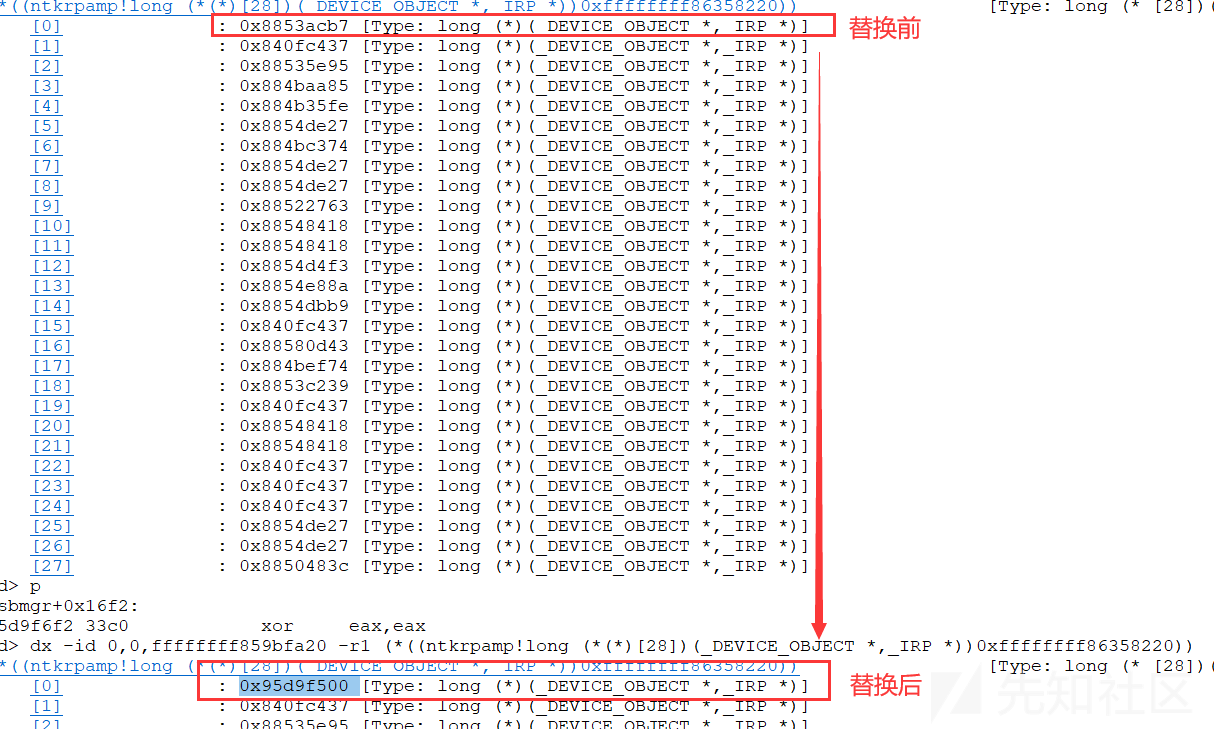 *((ntkrpamp!long (*(*)[28])(_DEVICE_OBJECT *,_IRP *))0xffffffff86358220)) [Type: long (* [28])(
[0] : 0x8853acb7 [Type: long (*)(_DEVICE_OBJECT *,_IRP *)] 替换前
[1] : 0x840fc437 [Type: long (*)(_DEVICE_OBJECT *,_IRP *)]
[2] : 0x88535e95 [Type: long (*)(_DEVICE_OBJECT *,_IRP *)]
[3] : 0x884baa85 [Type: long (*)(_DEVICE_OBJECT *,_IRP *)]
[4] : 0x884b35fe [Type: long (*)(_DEVICE_OBJECT *,_IRP *)]
[5] : 0x8854de27 [Type: long (*)(_DEVICE_OBJECT *,_IRP *)]
[6] : 0x884bc374 [Type: long (*)(_DEVICE_OBJECT *,_IRP *)]
[7] : 0x8854de27 [Type: long (*)(_DEVICE_OBJECT *,_IRP *)]
[8] : 0x8854de27 [Type: long (*)(_DEVICE_OBJECT *,_IRP *)]
[9] : 0x88522763 [Type: long (*)(_DEVICE_OBJECT *,_IRP *)]
[10] : 0x88548418 [Type: long (*)(_DEVICE_OBJECT *,_IRP *)]
[11] : 0x88548418 [Type: long (*)(_DEVICE_OBJECT *,_IRP *)]
[12] : 0x8854d4f3 [Type: long (*)(_DEVICE_OBJECT *,_IRP *)]
[13] : 0x8854e88a [Type: long (*)(_DEVICE_OBJECT *,_IRP *)]
[14] : 0x8854dbb9 [Type: long (*)(_DEVICE_OBJECT *,_IRP *)]
[15] : 0x840fc437 [Type: long (*)(_DEVICE_OBJECT *,_IRP *)]
[16] : 0x88580d43 [Type: long (*)(_DEVICE_OBJECT *,_IRP *)]
[17] : 0x884bef74 [Type: long (*)(_DEVICE_OBJECT *,_IRP *)]
[18] : 0x8853c239 [Type: long (*)(_DEVICE_OBJECT *,_IRP *)]
[19] : 0x840fc437 [Type: long (*)(_DEVICE_OBJECT *,_IRP *)]
[20] : 0x88548418 [Type: long (*)(_DEVICE_OBJECT *,_IRP *)]
[21] : 0x88548418 [Type: long (*)(_DEVICE_OBJECT *,_IRP *)]
[22] : 0x840fc437 [Type: long (*)(_DEVICE_OBJECT *,_IRP *)]
[23] : 0x840fc437 [Type: long (*)(_DEVICE_OBJECT *,_IRP *)]
[24] : 0x840fc437 [Type: long (*)(_DEVICE_OBJECT *,_IRP *)]
[25] : 0x8854de27 [Type: long (*)(_DEVICE_OBJECT *,_IRP *)]
[26] : 0x8854de27 [Type: long (*)(_DEVICE_OBJECT *,_IRP *)]
[27] : 0x8850483c [Type: long (*)(_DEVICE_OBJECT *,_IRP *)]
d> p
sbmgr+0x16f2:
5d9f6f2 33c0 xor eax,eax
d> dx -id 0,0,ffffffff859bfa20 -r1 (*((ntkrpamp!long (*(*)[28])(_DEVICE_OBJECT *,_IRP *))0xffffffff86358220))
*((ntkrpamp!long (*(*)[28])(_DEVICE_OBJECT *,_IRP *))0xffffffff86358220)) [Type: long (* [28])(
[0] : 0x95d9f500 [Type: long (*)(_DEVICE_OBJECT *,_IRP *)] 替换后
[1] : 0x840fc437 [Type: long (*)(_DEVICE_OBJECT *,_IRP *)]
[2] : 0x88535e95 [Type: long (*)(_DEVICE_OBJECT *,_IRP *)]
先知社区